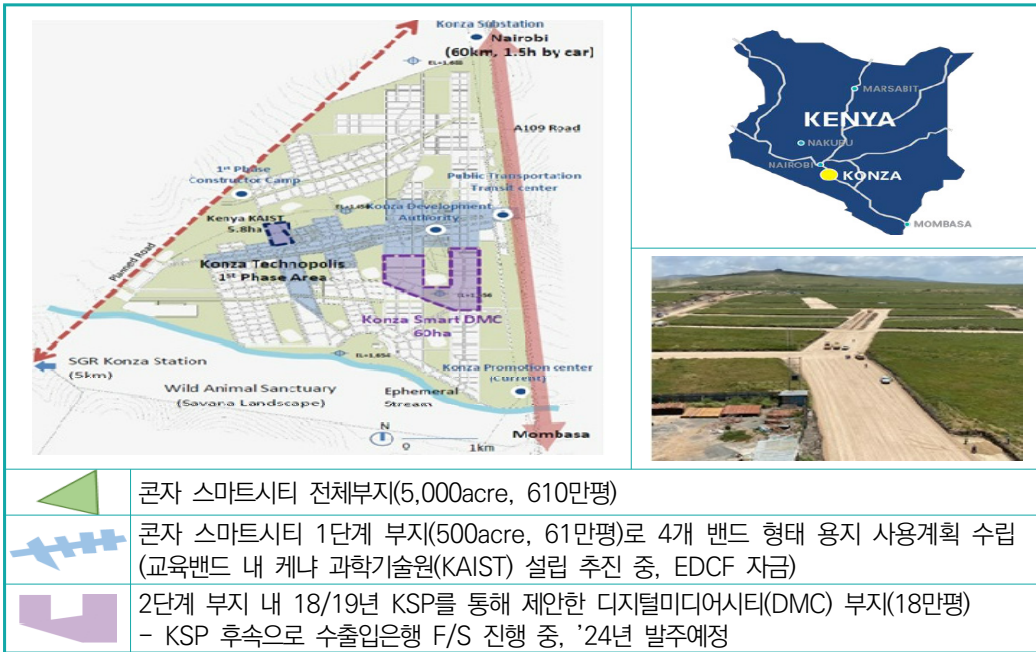 Konza Substation
Nairobi
(60km, 1.5h by car)
A109 Road
1st Phase
Constructor Camp
Public Transportation
Transit center
Konza Development
Authority
Kenya KAIST
5.8ha
Planned Road
Konza Technopolis
1st Phase Area
Konza Smart DMC
60ha
SGR Konza Station
(5km)
Wild Animal Sanctuary
(Savana Landscape)
Ephemeral
Stream
Konza Promotion center
(Current)
Mombasa
N
0 1km
MARSABIT
KENYA
NAKURU
NAIROBI
KONZA
MOMBASA
콘자 스마트시티 전체부지(5,000acre, 610만평)
콘자 스마트시티 1단계 부지(500acre, 61만평)로 4개 밴드 형태 용지 사용계획 수립
(교육밴드 내 케냐 과학기술원(KAIST) 설립 추진 중, EDCF 자금)
2단계 부지 내 18/19년 KSP를 통해 제안한 디지털미디어시티(DMC) 부지(18만평)
- KSP 후속으로 수출입은행 F/S 진행 중, ’24년 발주예정